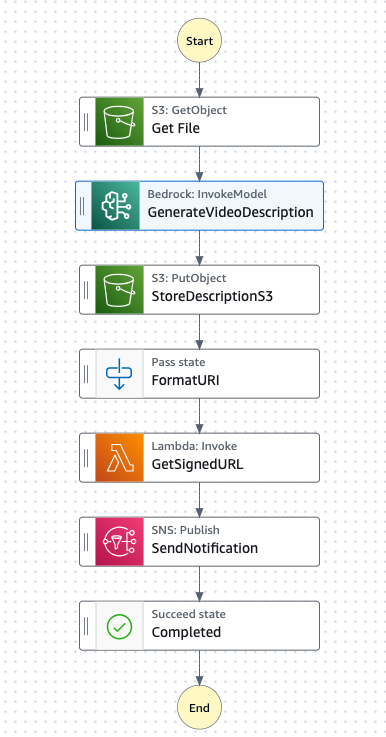 Start
S3: GetObject
Get File
Bedrock: InvokeModel
GenerateVideoDescription
S3: PutObject
StoreDescriptionS3
Pass state
FormatURI
Lambda: Invoke
GetSignedURL
SNS: Publish
SendNotification
Succeed state
Completed
End